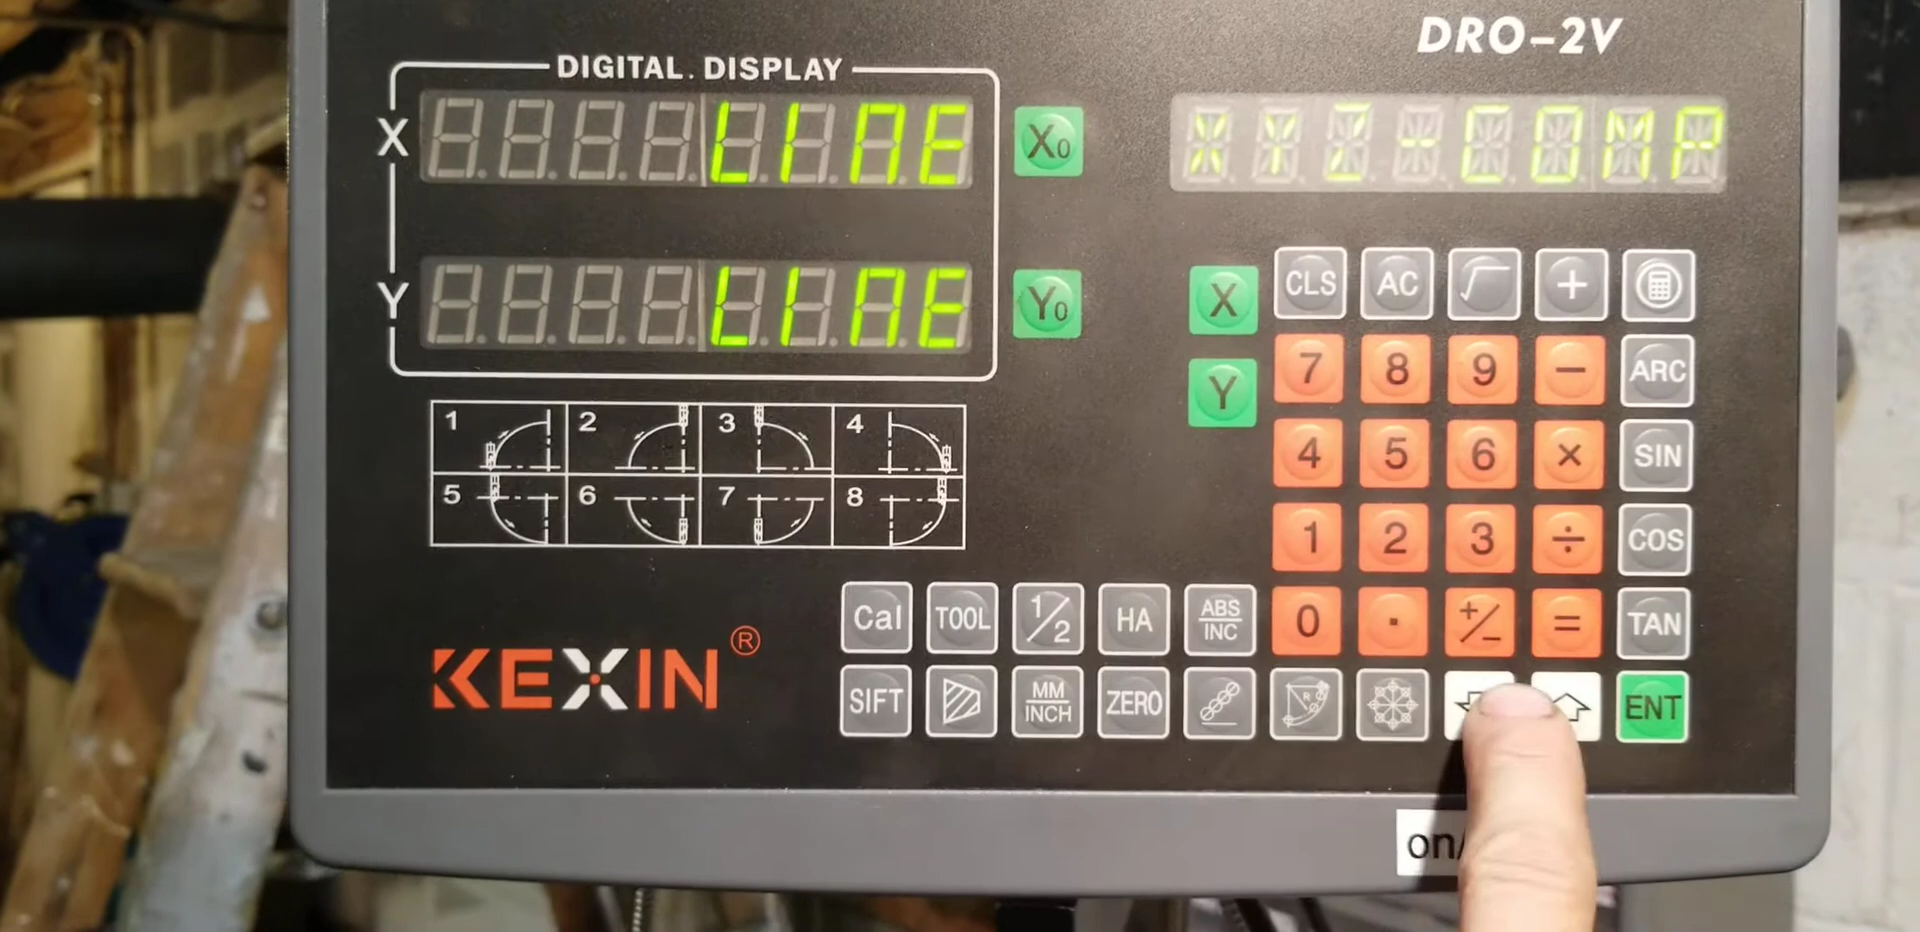 DRO-2V
DIGITAL. DISPLAY
X LINE X0 XYZ-COMP
Y LINE Y0
X CLS AC √ +
7 8 9 − ARC
Y
4 5 6 × SIN
1 2 3 4
5 6 7 8
1 2 3 ÷ COS
Cal TOOL 1/2 HA ABS/INC 0 . +/- = TAN
KEXIN®
SIFT MM/INCH ZERO R ENT
on/